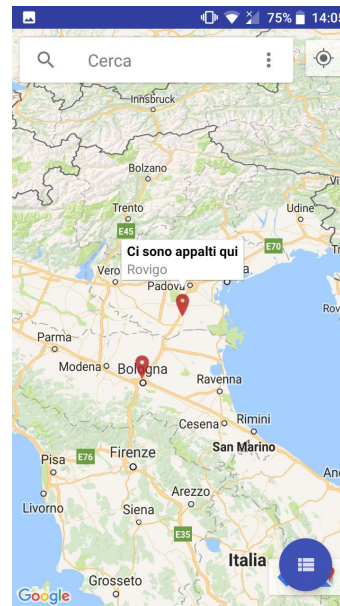 75% 14:05
Cerca
Innsbruck
Bolzano
Trento
Udine
E45
Ci sono appalti qui
Rovigo
E70
Vero
Padova
Parma
Modena
Bologna
Ravenna
Cesena
Rimini
San Marino
E76
Pisa
Firenze
Arezzo
Livorno
Siena
E35
Italia
Grosseto
Google